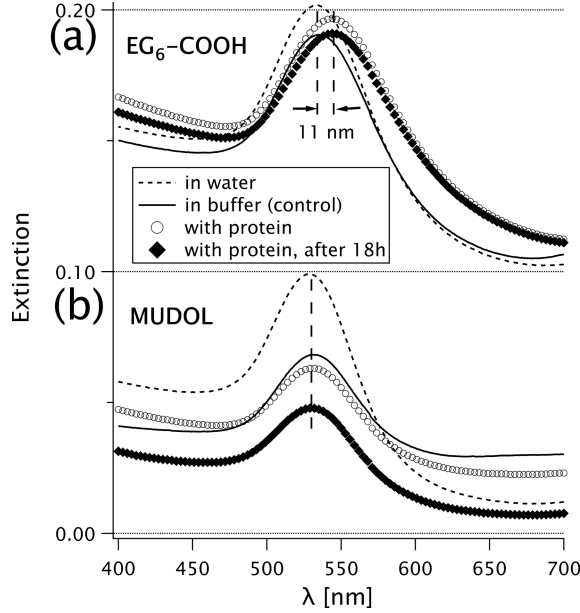 0.20
(a)
EG6–COOH
11 nm
in water
in buffer (control)
with protein
with protein, after 18h
Extinction
0.10
(b)
MUDOL
0.00
400 450 500 550 600 650 700
λ [nm]